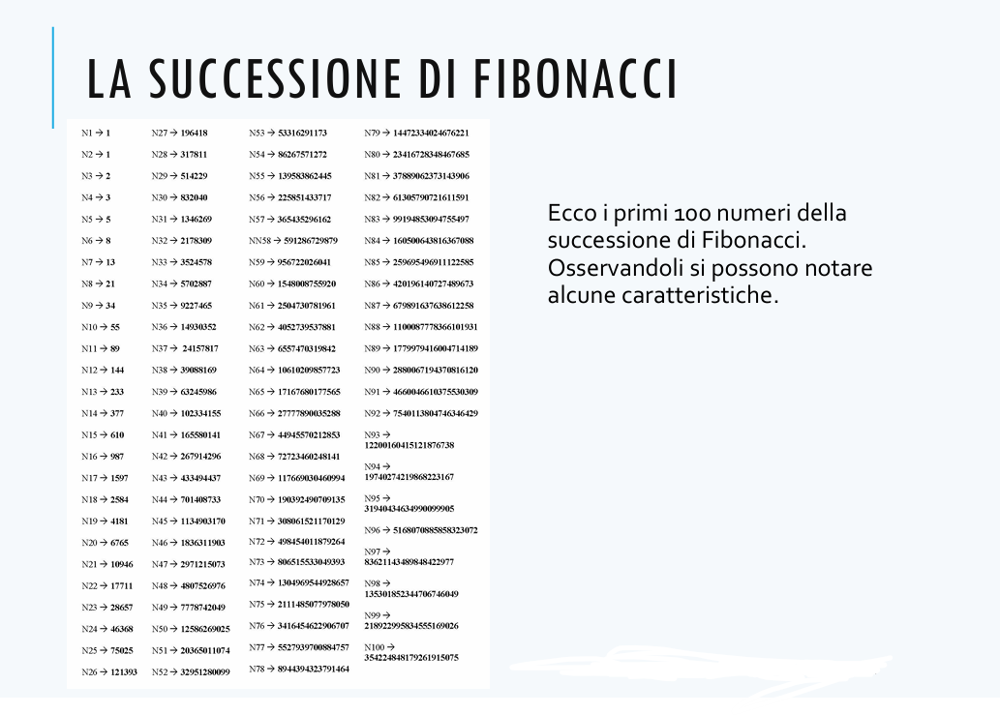 LA SUCCESSIONE DI FIBONACCI
N1 → 1
N2 → 1
N3 → 2
N4 → 3
N5 → 5
N6 → 8
N7 → 13
N8 → 21
N9 → 34
N10 → 55
N11 → 89
N12 → 144
N13 → 233
N14 → 377
N15 → 610
N16 → 987
N17 → 1597
N18 → 2584
N19 → 4181
N20 → 6765
N21 → 10946
N22 → 17711
N23 → 28657
N24 → 46368
N25 → 75025
N26 → 121393
N27 → 196418
N28 → 317811
N29 → 514229
N30 → 832040
N31 → 1346269
N32 → 2178309
N33 → 3524578
N34 → 5702887
N35 → 9227465
N36 → 14930352
N37 → 24157817
N38 → 39088169
N39 → 63245986
N40 → 102334155
N41 → 165580141
N42 → 267914296
N43 → 433494437
N44 → 701408733
N45 → 1134903170
N46 → 1836311903
N47 → 2971215073
N48 → 4807526976
N49 → 7778742049
N50 → 12586269025
N51 → 20365011074
N52 → 32951280099
N53 → 53316291173
N54 → 86267571272
N55 → 139583862445
N56 → 225851433717
N57 → 365435296162
NN58 → 591286729879
N59 → 956722026041
N60 → 1548008755920
N61 → 2504730781961
N62 → 4052739537881
N63 → 6557470319842
N64 → 10610209857723
N65 → 17167680177565
N66 → 27777890035288
N67 → 44945570212853
N68 → 72723460248141
N69 → 117669030460994
N70 → 190392490709135
N71 → 308061521170129
N72 → 498454011879264
N73 → 806515533049393
N74 → 1304969544928657
N75 → 2111485077978050
N76 → 3416454622906707
N77 → 5527939700884757
N78 → 8944394323791464
N79 → 14472334024676221
N80 → 23416728348467685
N81 → 37889062373143906
N82 → 61305790721611591
N83 → 99194853094755497
N84 → 160500643816367088
N85 → 259695496911122585
N86 → 420196140727489673
N87 → 679891637638612258
N88 → 1100087778366101931
N89 → 1779979416004714189
N90 → 2880067194370816120
N91 → 4660046610375530309
N92 → 7540113804746346429
N93 →
12200160415121876738
N94 →
19740274219868223167
N95 →
31940434634990099905
N96 → 51680708858583​23072
N97 →
83621143489848422977
N98 →
135301852344706746049
N99 →
218922995834555169026
N100 →
354224848179261915075
Ecco i primi 100 numeri della
successione di Fibonacci.
Osservandoli si possono notare
alcune caratteristiche.